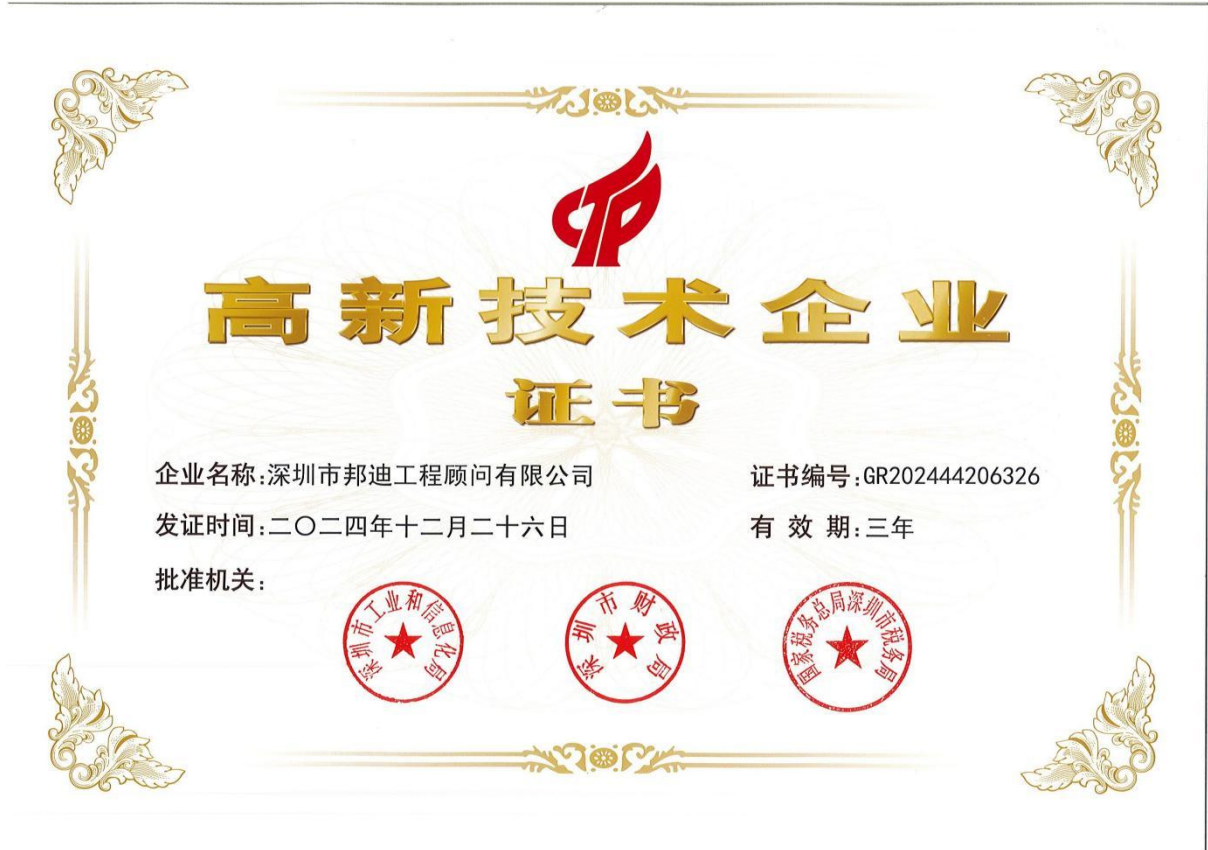 高新技术企业
证书
企业名称:深圳市邦迪工程顾问有限公司
证书编号:GR202444206326
发证时间:二〇二四年十二月二十六日
有效期:三年
批准机关:
深圳市工业和信息化局
深圳市财政局
国家税务总局深圳市税务局